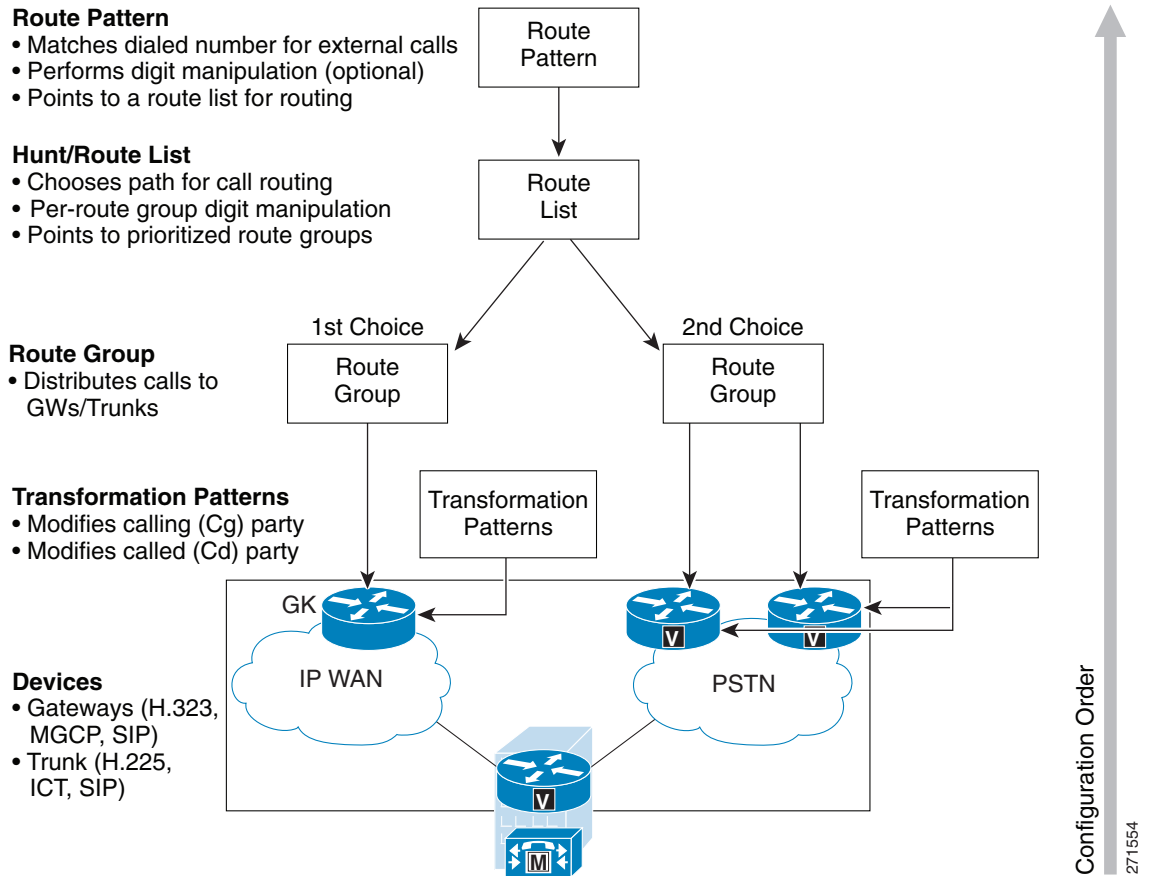 Route Pattern
• Matches dialed number for external calls
• Performs digit manipulation (optional)
• Points to a route list for routing
Route
Pattern
Hunt/Route List
• Chooses path for call routing
• Per-route group digit manipulation
• Points to prioritized route groups
Route
List
1st Choice
2nd Choice
Route Group
• Distributes calls to
GWs/Trunks
Route
Group
Route
Group
Transformation Patterns
• Modifies calling (Cg) party
• Modifies called (Cd) party
Transformation
Patterns
Transformation
Patterns
GK
V
V
IP WAN
PSTN
Devices
• Gateways (H.323,
MGCP, SIP)
• Trunk (H.225,
ICT, SIP)
V
M
Configuration Order
271554